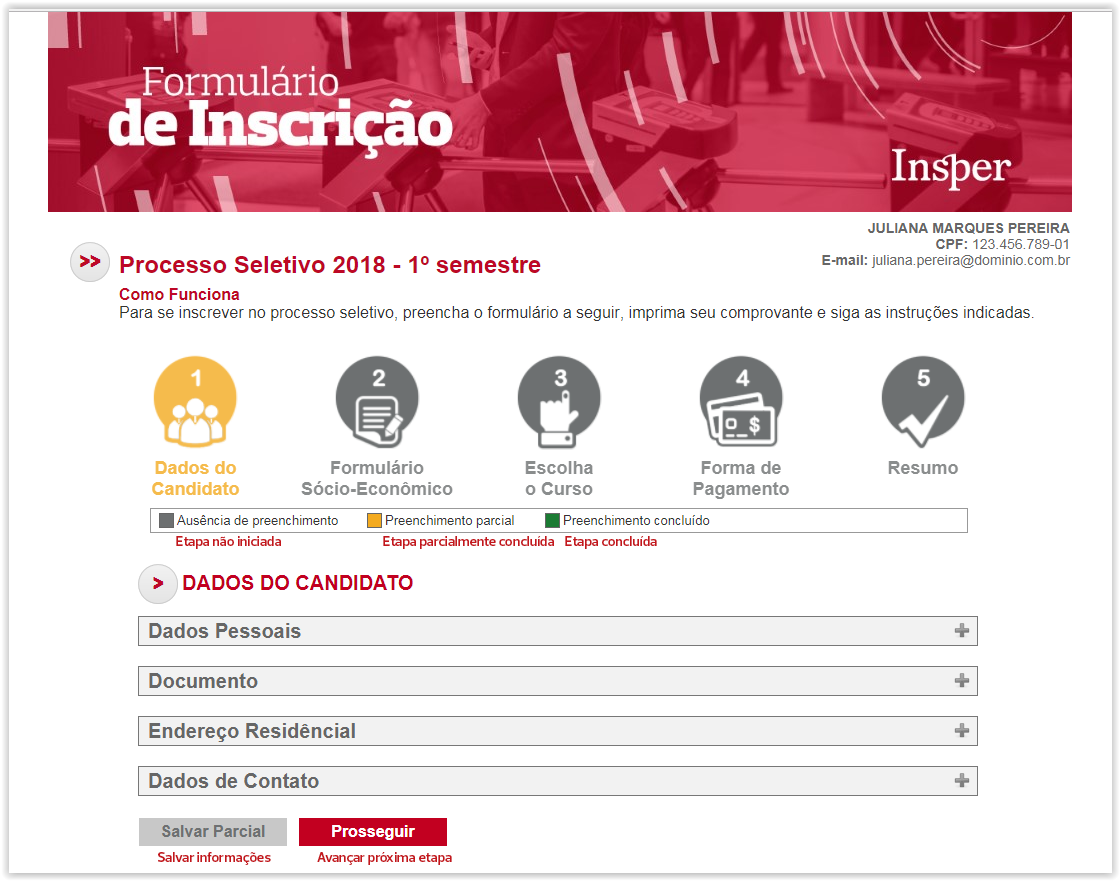 Formulário
de Inscrição
Insper
JULIANA MARQUES PEREIRA
CPF: 123.456.789-01
E-mail: juliana.pereira@dominio.com.br
>> Processo Seletivo 2018 - 1º semestre
Como Funciona
Para se inscrever no processo seletivo, preencha o formulário a seguir, imprima seu comprovante e siga as instruções indicadas.
1 2 3 4 5
$
Dados do Formulário Escolha Forma de Resumo
Candidato Sócio-Econômico o Curso Pagamento
Ausência de preenchimento Preenchimento parcial Preenchimento concluído
Etapa não iniciada Etapa parcialmente concluída Etapa concluída
> DADOS DO CANDIDATO
Dados Pessoais
Documento
Endereço Residêncial
Dados de Contato
Salvar Parcial Prosseguir
Salvar informações Avançar próxima etapa